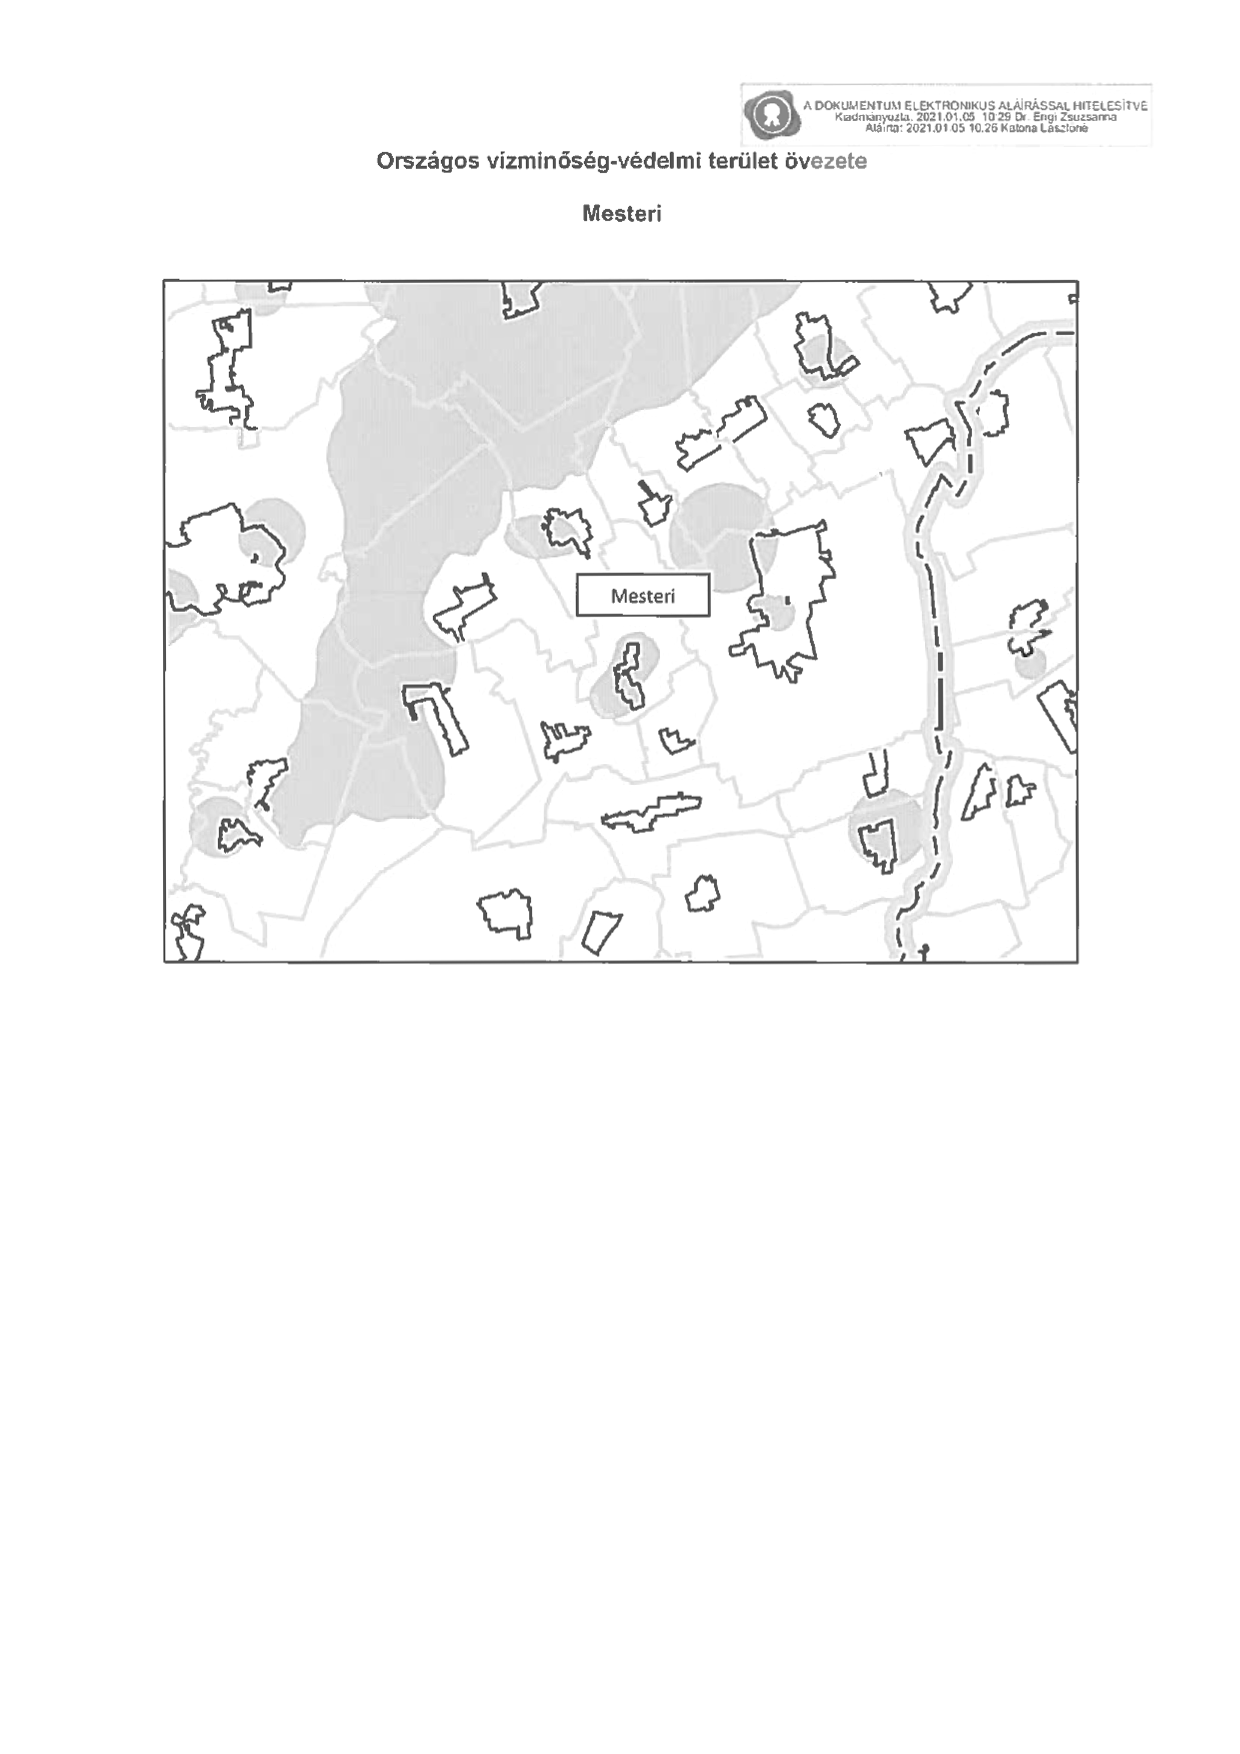 A DOKUMENTUM ELEKTRONIKUS ALÁÍRÁSSAL HITELESÍTVE
Kiadmányozta: 2021.01.05 10:29 Dr. Engi Zsuzsanna
Aláírta: 2021.01.05 10.26 Katona Lászlóné
Országos vízminőség-védelmi terület övezete
Mesteri
Mesteri